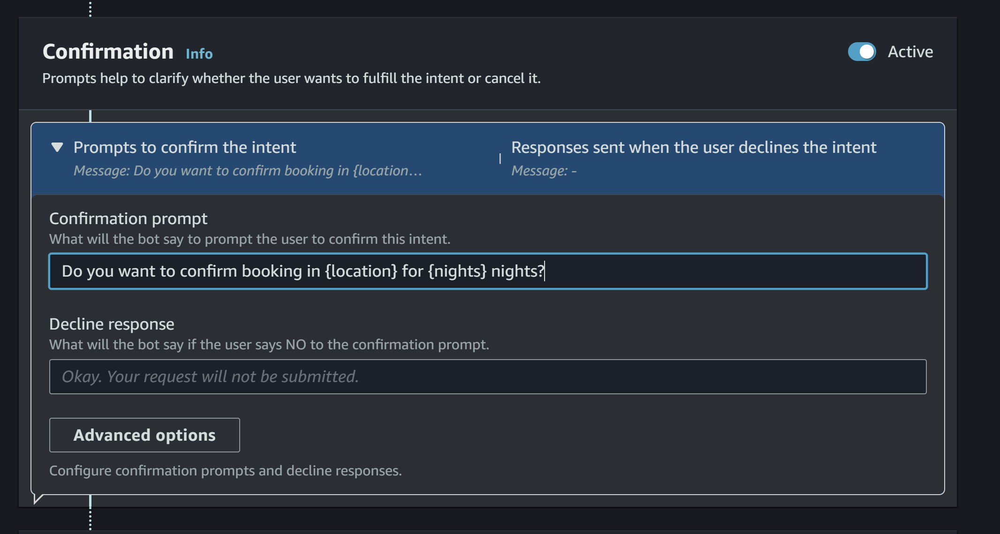 Confirmation Info
Active
Prompts help to clarify whether the user wants to fulfill the intent or cancel it.
Prompts to confirm the intent
Message: Do you want to confirm booking in {location...
Responses sent when the user declines the intent
Message: -
Confirmation prompt
What will the bot say to prompt the user to confirm this intent.
Do you want to confirm booking in {location} for {nights} nights?
Decline response
What will the bot say if the user says NO to the confirmation prompt.
Okay. Your request will not be submitted.
Advanced options
Configure confirmation prompts and decline responses.